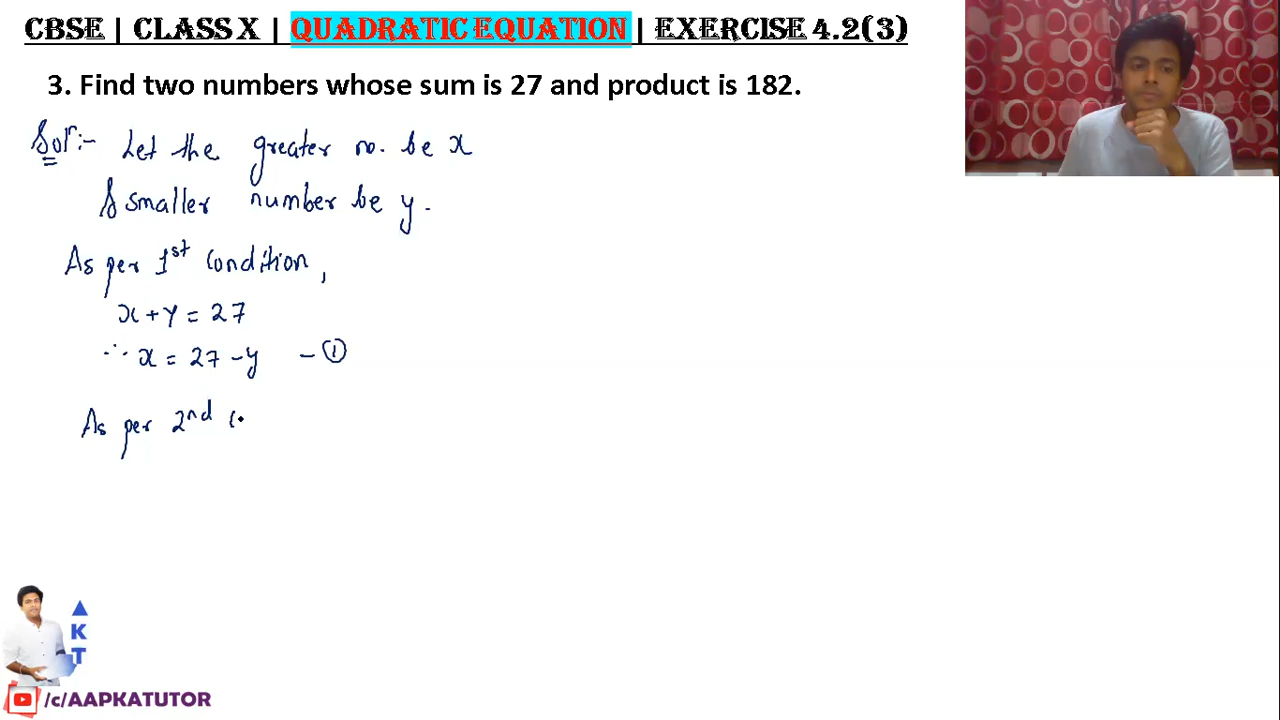 CBSE | CLASS X | QUADRATIC EQUATION | EXERCISE 4.2(3)
3. Find two numbers whose sum is 27 and product is 182.
Solⁿ:- Let the greater no. be x
& smaller number be y.
As per 1st condition,
x + y = 27
∴ x = 27 - y - ①
As per 2nd (
AKT
/c/AAPKATUTOR